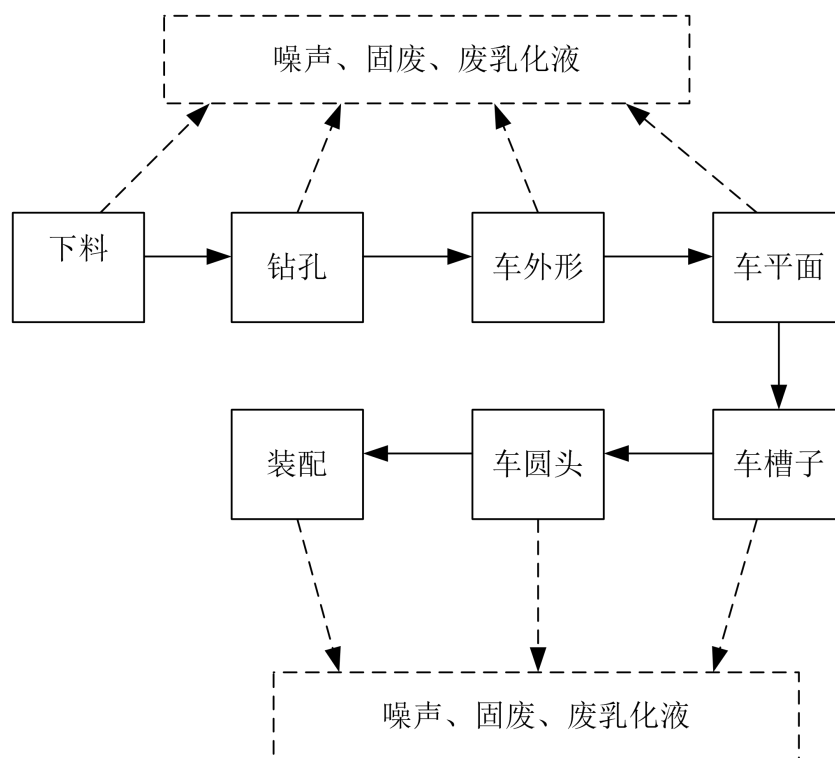 噪声、固废、废乳化液
下料
钻孔
车外形
车平面
装配
车圆头
车槽子
噪声、固废、废乳化液